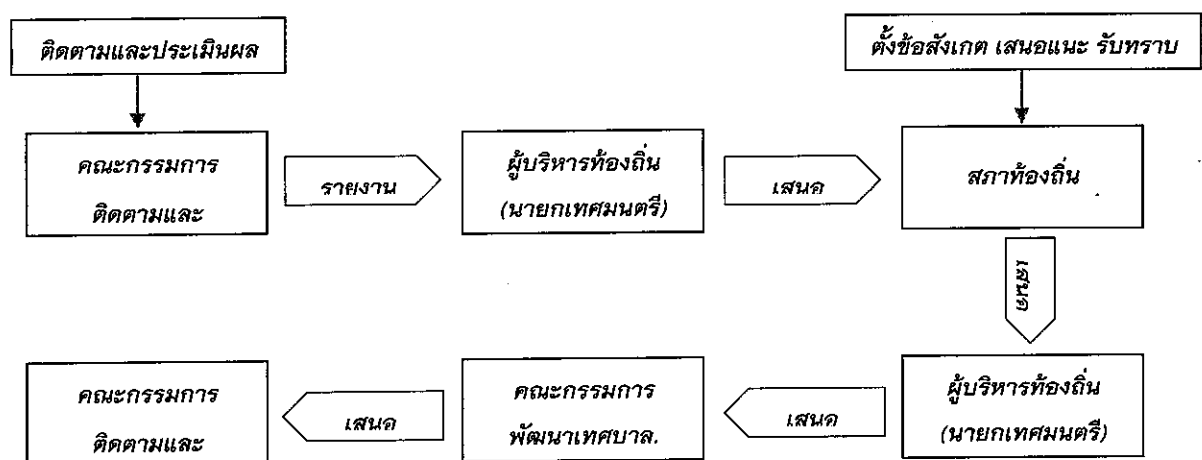 ติดตามและประเมินผล
ตั้งข้อสังเกต เสนอแนะ รับทราบ
คณะกรรมการ
ติดตามและ
รายงาน
ผู้บริหารท้องถิ่น
(นายกเทศมนตรี)
เสนอ
สภาท้องถิ่น
เสนอ
ผู้บริหารท้องถิ่น
(นายกเทศมนตรี)
เสนอ
คณะกรรมการ
พัฒนาเทศบาล.
เสนอ
คณะกรรมการ
ติดตามและ